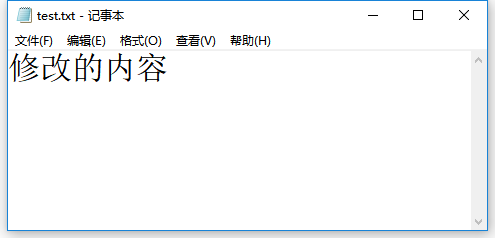 test.txt - 记事本
文件(F) 编辑(E) 格式(O) 查看(V) 帮助(H)
修改的内容